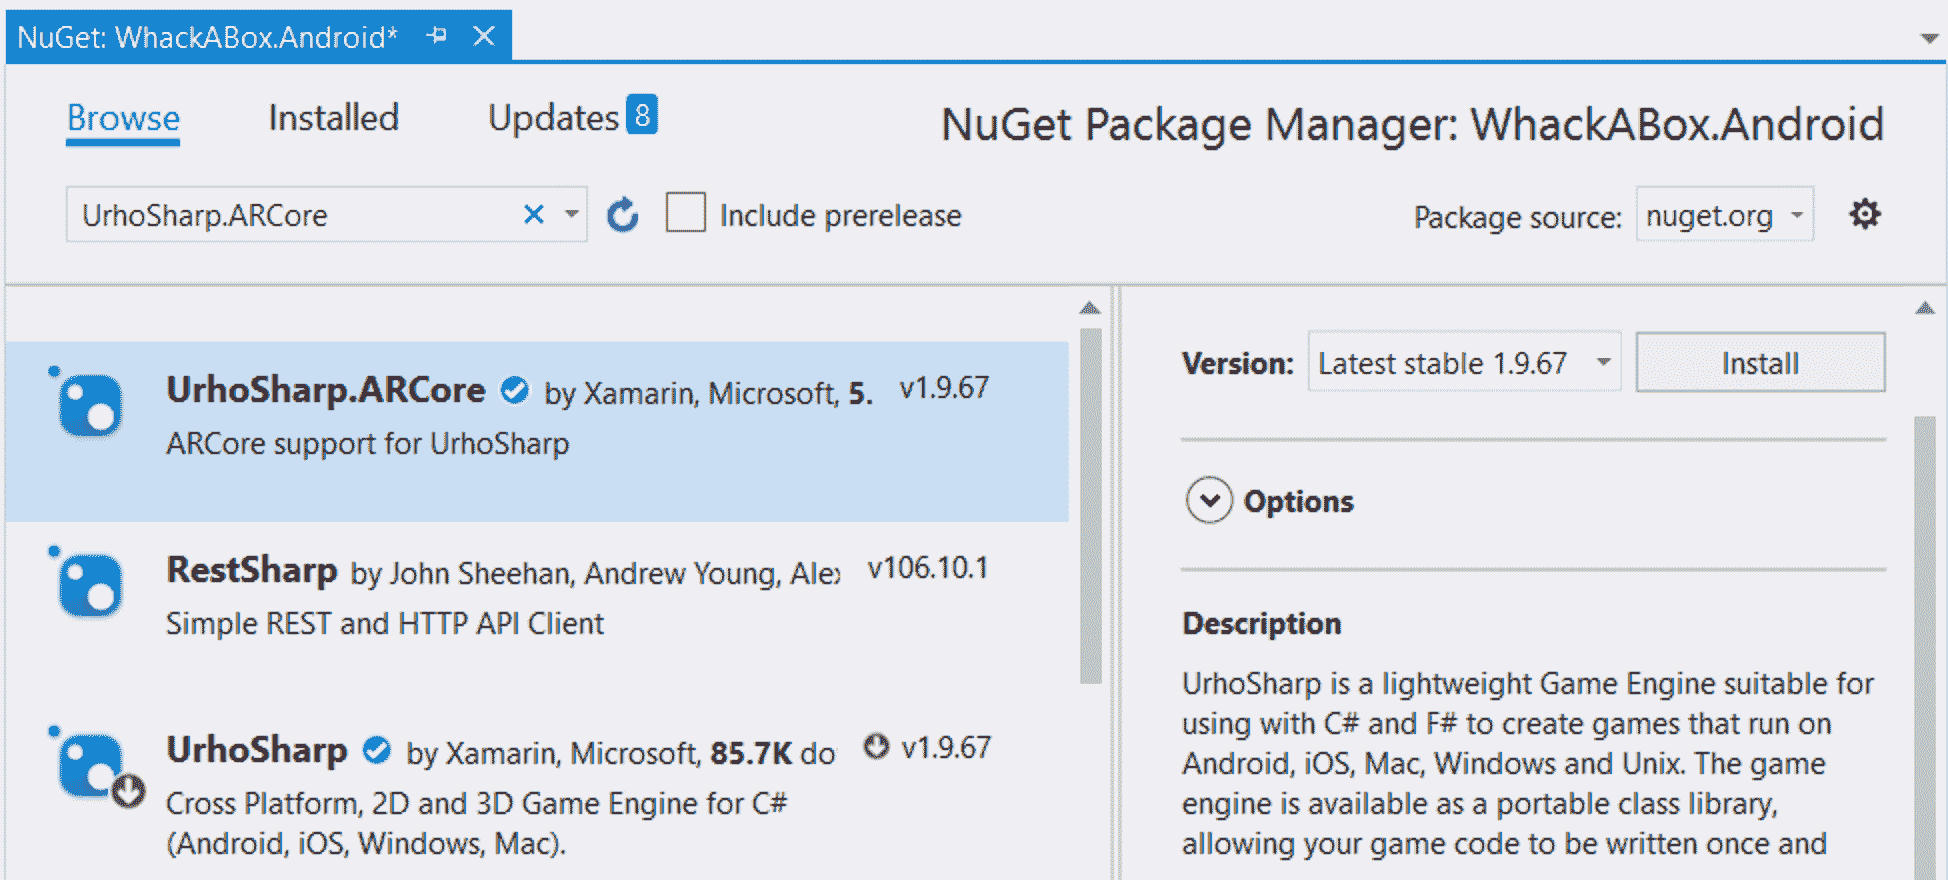 NuGet: WhackABox.Android*
Browse Installed Updates 8
NuGet Package Manager: WhackABox.Android
UrhoSharp.ARCore
Include prerelease
Package source: nuget.org
UrhoSharp.ARCore by Xamarin, Microsoft, 5. v1.9.67
ARCore support for UrhoSharp
RestSharp by John Sheehan, Andrew Young, Alex v106.10.1
Simple REST and HTTP API Client
UrhoSharp by Xamarin, Microsoft, 85.7K do v1.9.67
Cross Platform, 2D and 3D Game Engine for C#
(Android, iOS, Windows, Mac).
Version: Latest stable 1.9.67 Install
Options
Description
UrhoSharp is a lightweight Game Engine suitable for
using with C# and F# to create games that run on
Android, iOS, Mac, Windows and Unix. The game
engine is available as a portable class library,
allowing your game code to be written once and